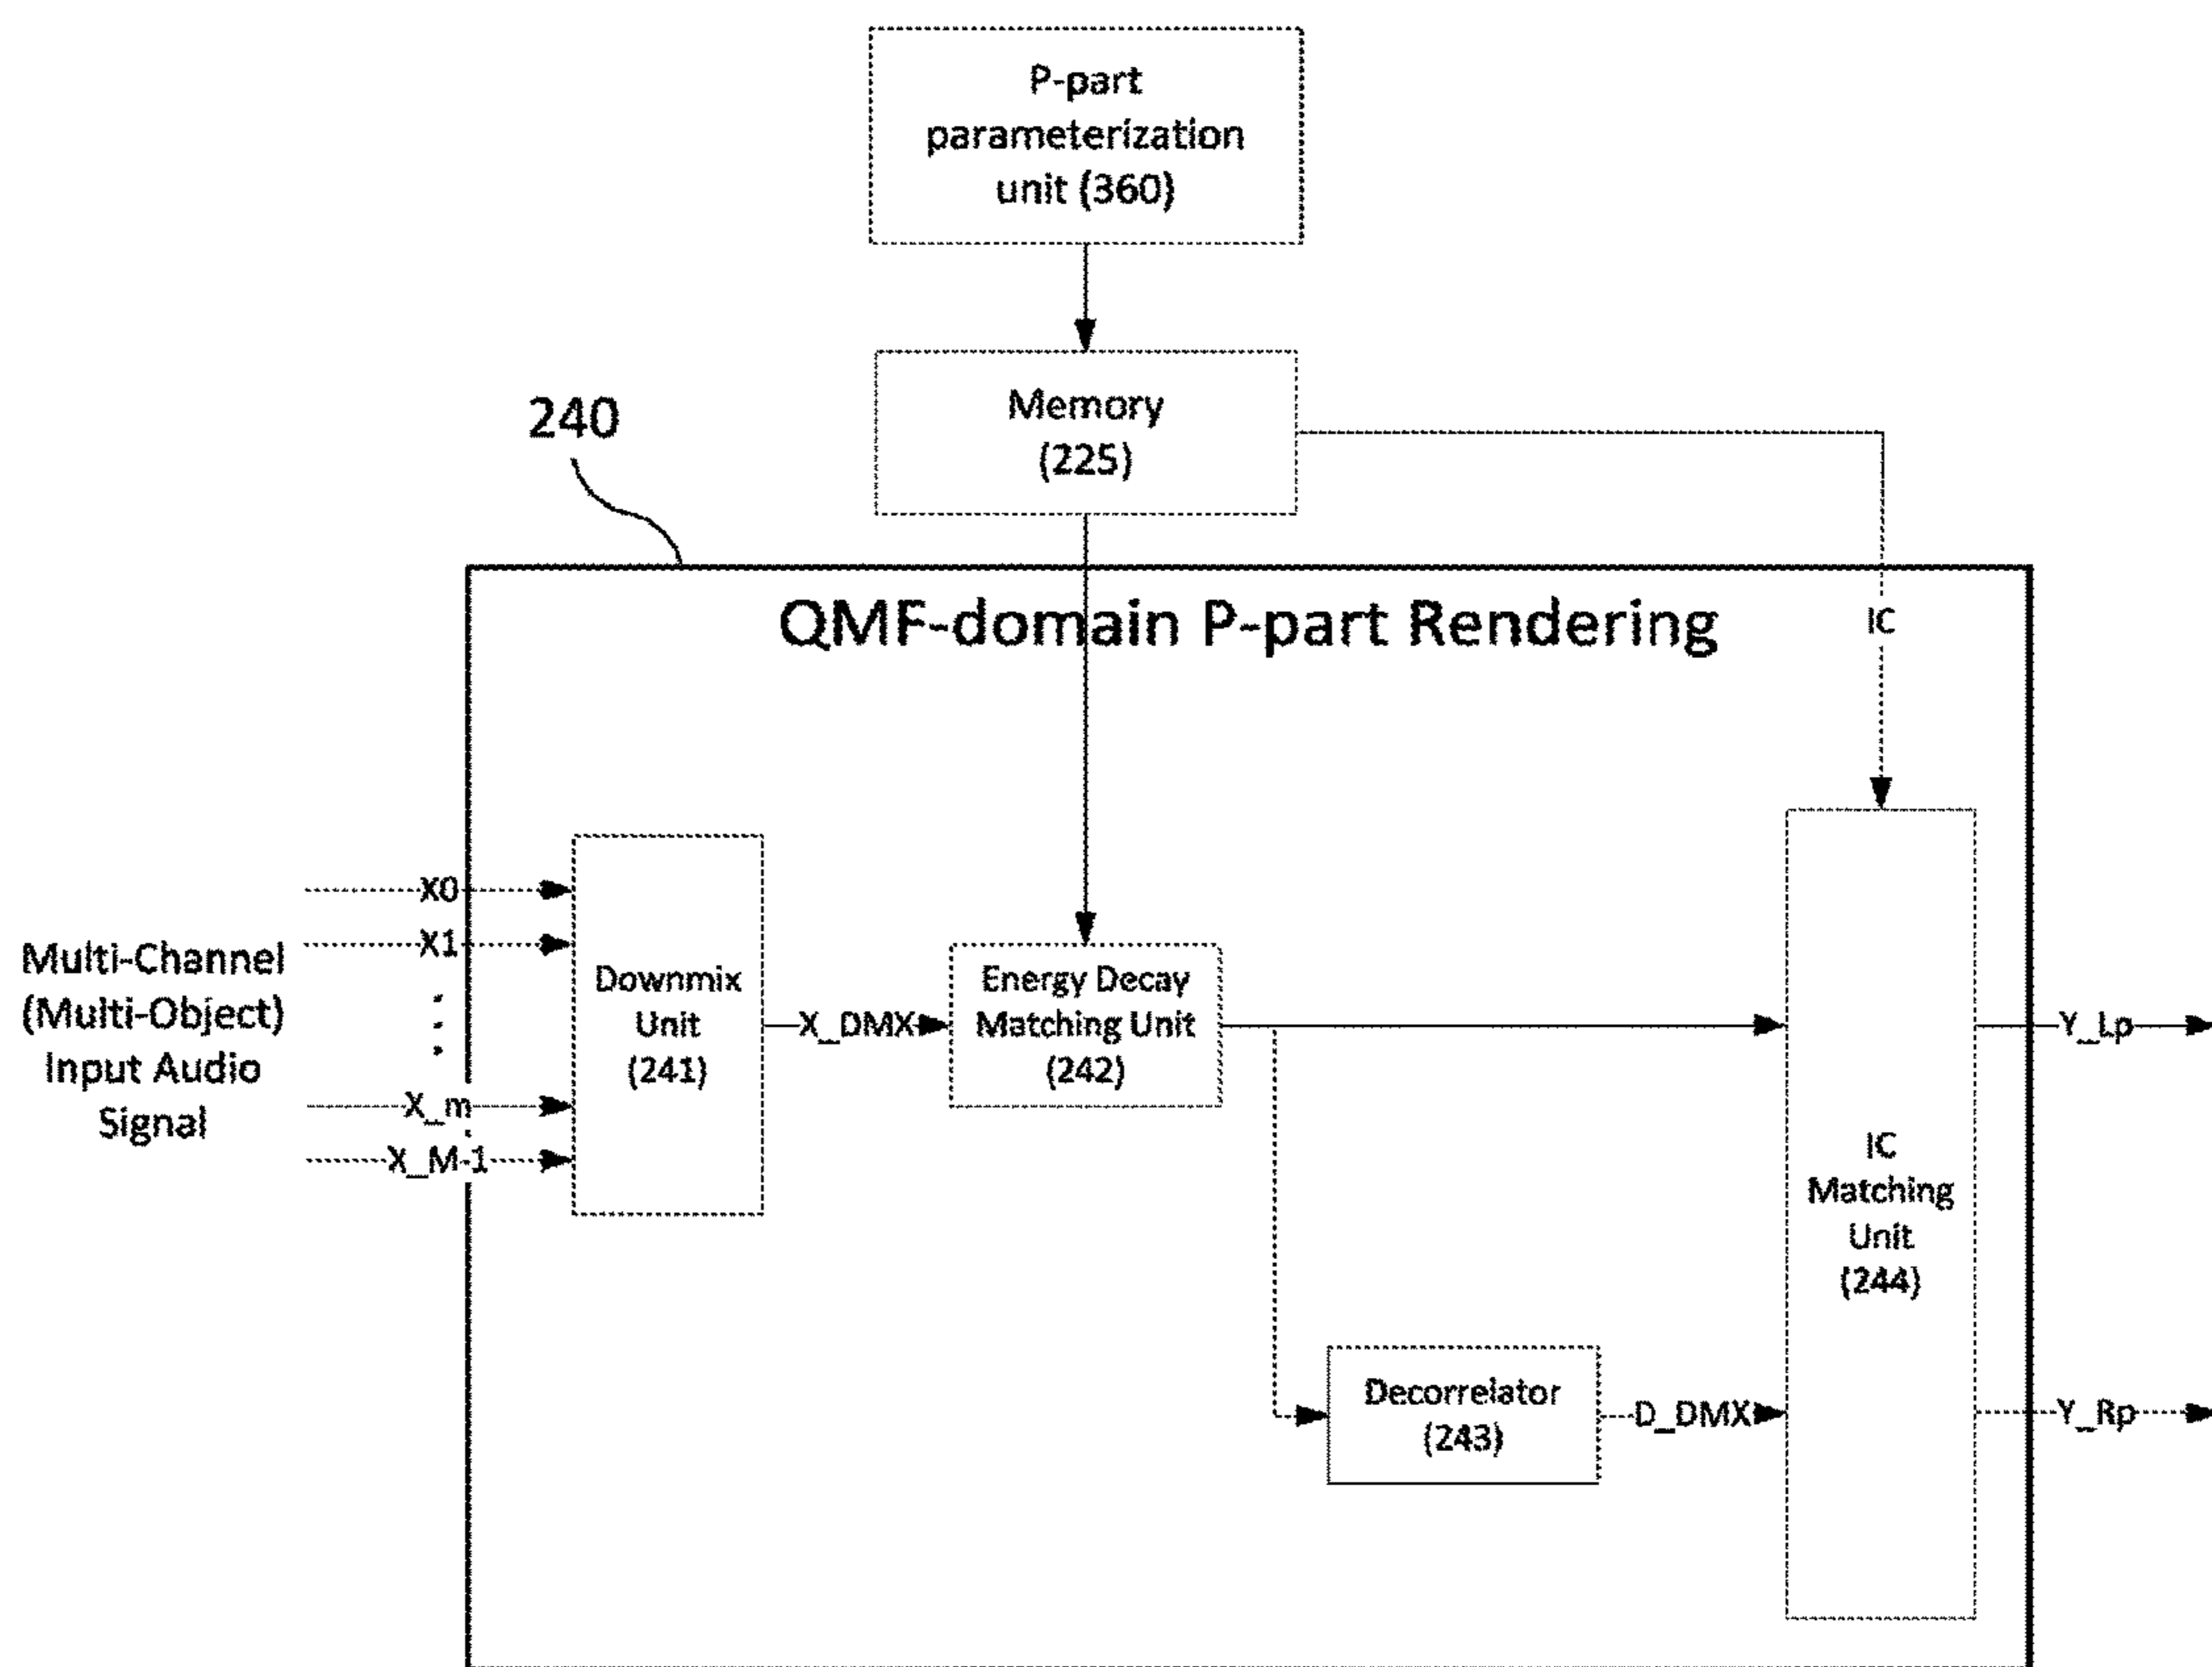 P-part
parameterization
unit (360)
Memory
(225)
240
QMF-domain P-part Rendering
IC
X0
X1
Multi-Channel
(Multi-Object)
Input Audio
Signal
X_m
X_M-1
Downmix
Unit
(241)
X_DMX
Energy Decay
Matching Unit
(242)
Decorrelator
(243)
D_DMX
IC
Matching
Unit
(244)
Y_Lp
Y_Rp